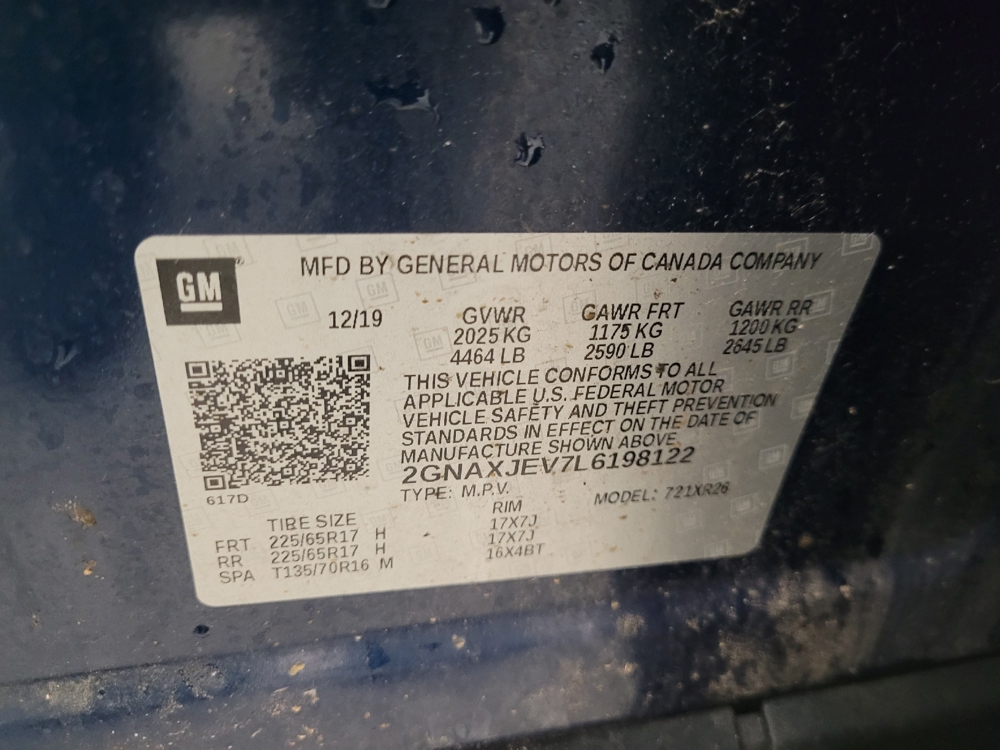 GM
MFD BY GENERAL MOTORS OF CANADA COMPANY
12/19
GVWR GAWR FRT GAWR RR
2025 KG 1175 KG 1200 KG
4464 LB 2590 LB 2645 LB
THIS VEHICLE CONFORMS TO ALL
APPLICABLE U.S. FEDERAL MOTOR
VEHICLE SAFETY AND THEFT PREVENTION
STANDARDS IN EFFECT ON THE DATE OF
MANUFACTURE SHOWN ABOVE
2GNAXJEV7L6198122
617D
TYPE: M.P.V. MODEL: 721XR26
TIRE SIZE RIM
FRT 225/65R17 H 17X7J
RR 225/65R17 H 17X7J
SPA T135/70R16 M 16X4BT